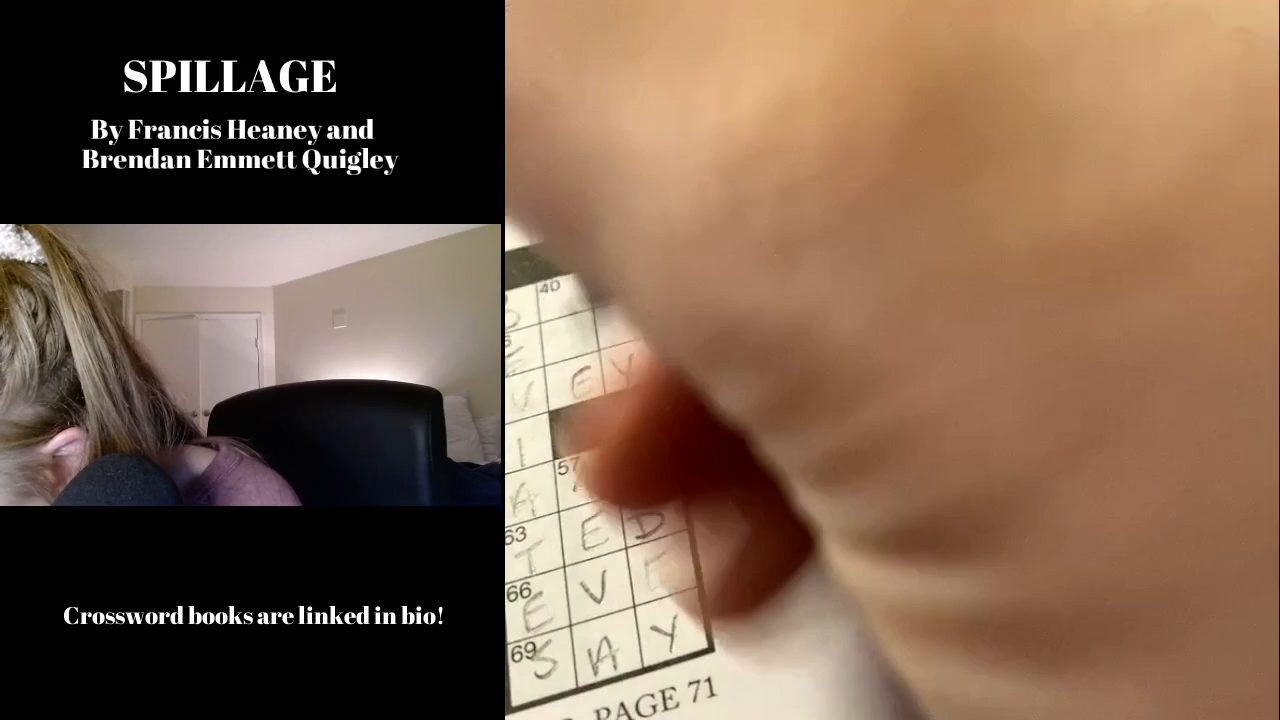 SPILLAGE
By Francis Heaney and
Brendan Emmett Quigley
40
E V
V
I
57
A
63 T E D
66 E V E
69 S A Y
PAGE 71
Crossword books are linked in bio!